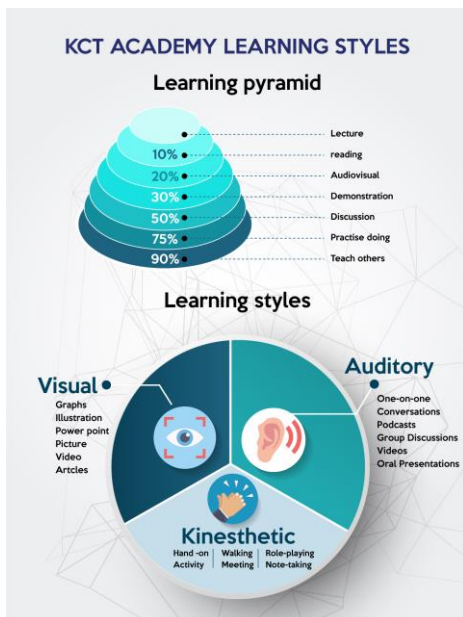 KCT ACADEMY LEARNING STYLES
Learning pyramid
Lecture
10% reading
20% Audiovisual
30% Demonstration
50% Discussion
75% Practise doing
90% Teach others
Learning styles
Visual
Graphs
Illustration
Power point
Picture
Video
Artcles
Auditory
One-on-one
Conversations
Podcasts
Group Discussions
Videos
Oral Presentations
Kinesthetic
Hand -on
Activity
Walking
Meeting
Role-playing
Note-taking